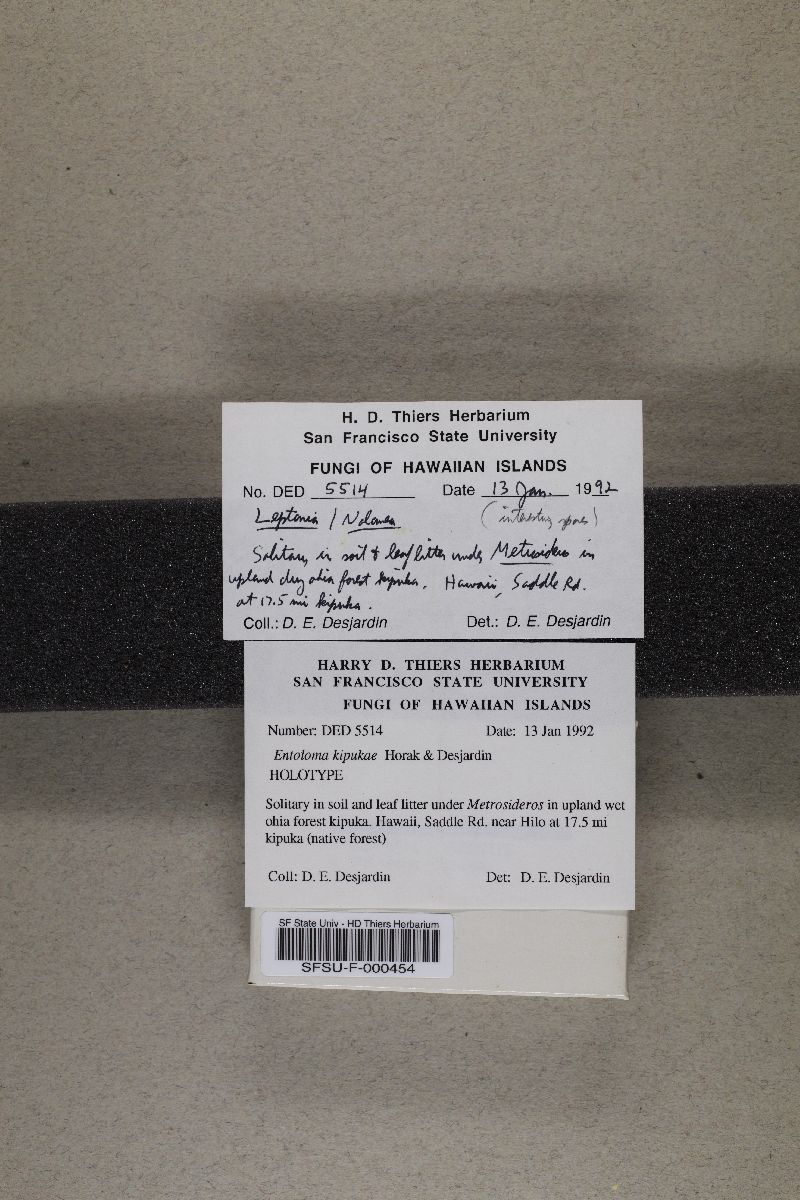 H. D. Thiers Herbarium
San Francisco State University
FUNGI OF HAWAIIAN ISLANDS
No. DED 5514 Date 13 Jan. 1992
Leptonia / Nolanea (interesting spores)
Solitary in soil & leaf litter under Metrosideros in
upland dry ohia forest kipuka. Hawaii, Saddle Rd.
at 17.5 mi kipuka.
Coll.: D. E. Desjardin Det.: D. E. Desjardin
HARRY D. THIERS HERBARIUM
SAN FRANCISCO STATE UNIVERSITY
FUNGI OF HAWAIIAN ISLANDS
Number: DED 5514 Date: 13 Jan 1992
Entoloma kipukae Horak & Desjardin
HOLOTYPE
Solitary in soil and leaf litter under Metrosideros in upland wet
ohia forest kipuka. Hawaii, Saddle Rd. near Hilo at 17.5 mi
kipuka (native forest)
Coll: D. E. Desjardin Det: D. E. Desjardin
SF State Univ - HD Thiers Herbarium
SFSU-F-000454